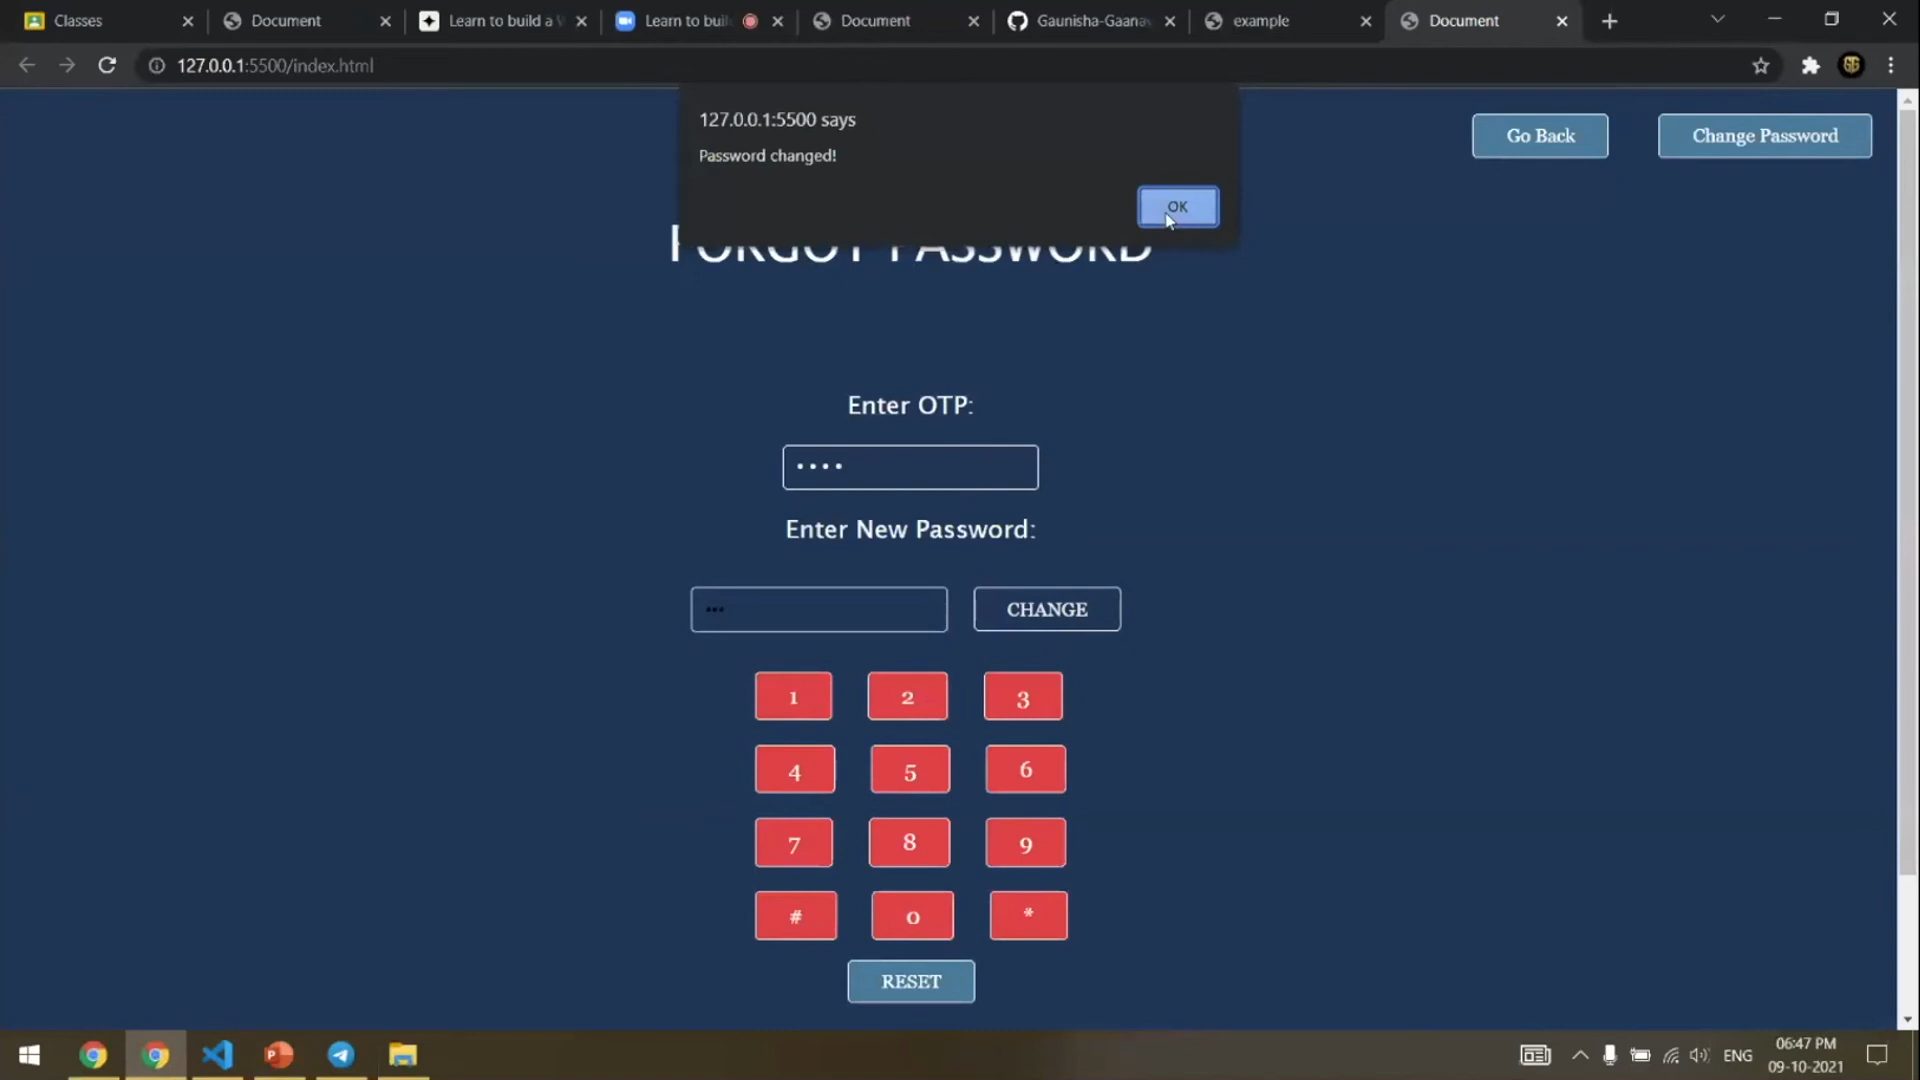 Classes
Document
Learn to build a
Learn to buil
Document
Gaunisha-Gaana
example
Document
127.0.0.1:5500/index.html
127.0.0.1:5500 says
Password changed!
OK
Go Back
Change Password
FORGOT PASSWORD
Enter OTP:
••••
Enter New Password:
•••
CHANGE
1 2 3
4 5 6
7 8 9
# 0 *
RESET
ENG
06:47 PM
09-10-2021